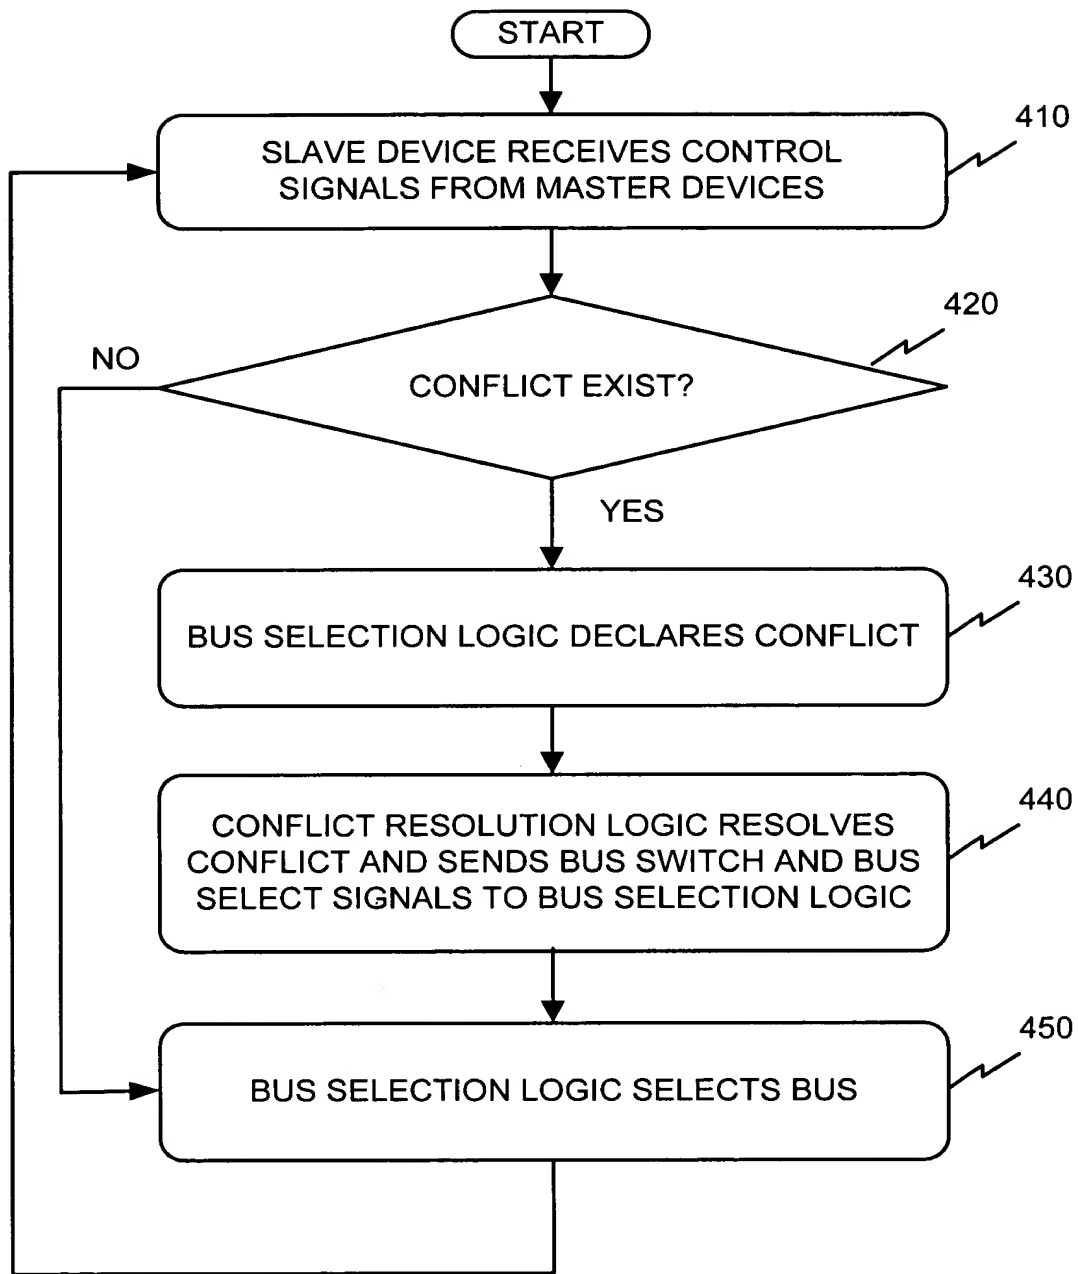 START
410
SLAVE DEVICE RECEIVES CONTROL
SIGNALS FROM MASTER DEVICES
420
NO
CONFLICT EXIST?
YES
430
BUS SELECTION LOGIC DECLARES CONFLICT
440
CONFLICT RESOLUTION LOGIC RESOLVES
CONFLICT AND SENDS BUS SWITCH AND BUS
SELECT SIGNALS TO BUS SELECTION LOGIC
450
BUS SELECTION LOGIC SELECTS BUS